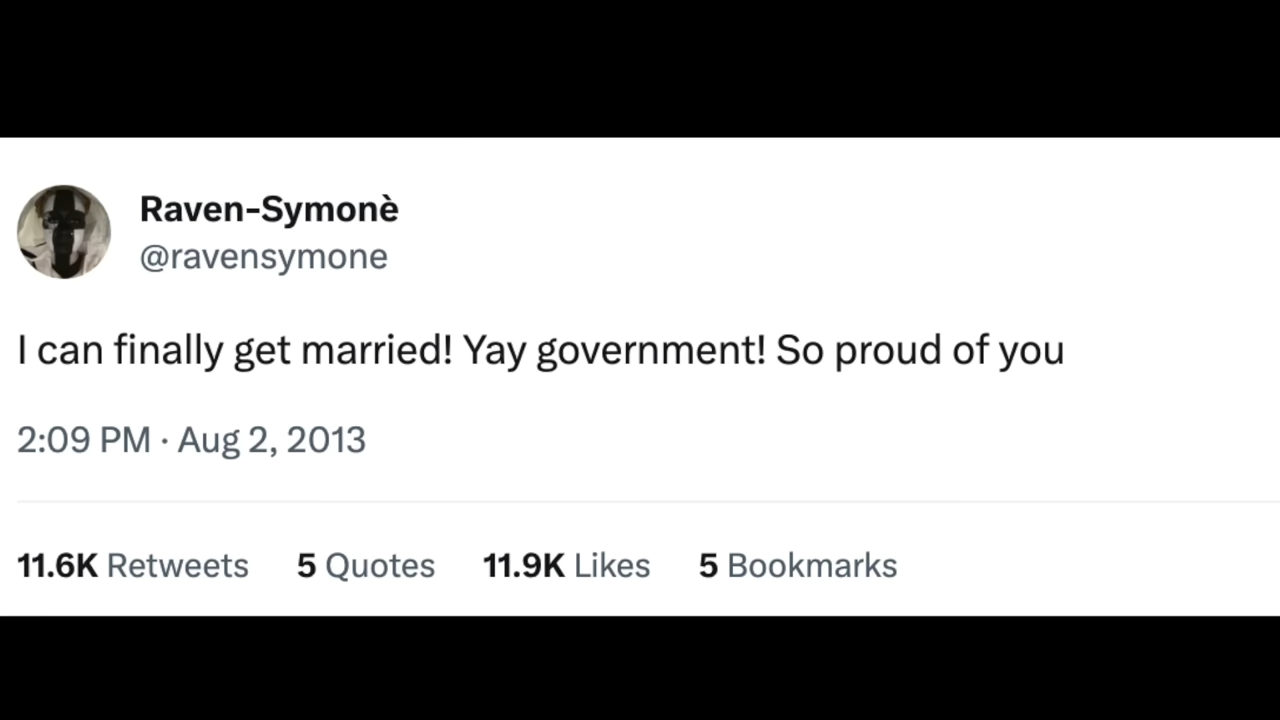 Raven-Symonè
@ravensymone
I can finally get married! Yay government! So proud of you
2:09 PM · Aug 2, 2013
11.6K Retweets 5 Quotes 11.9K Likes 5 Bookmarks